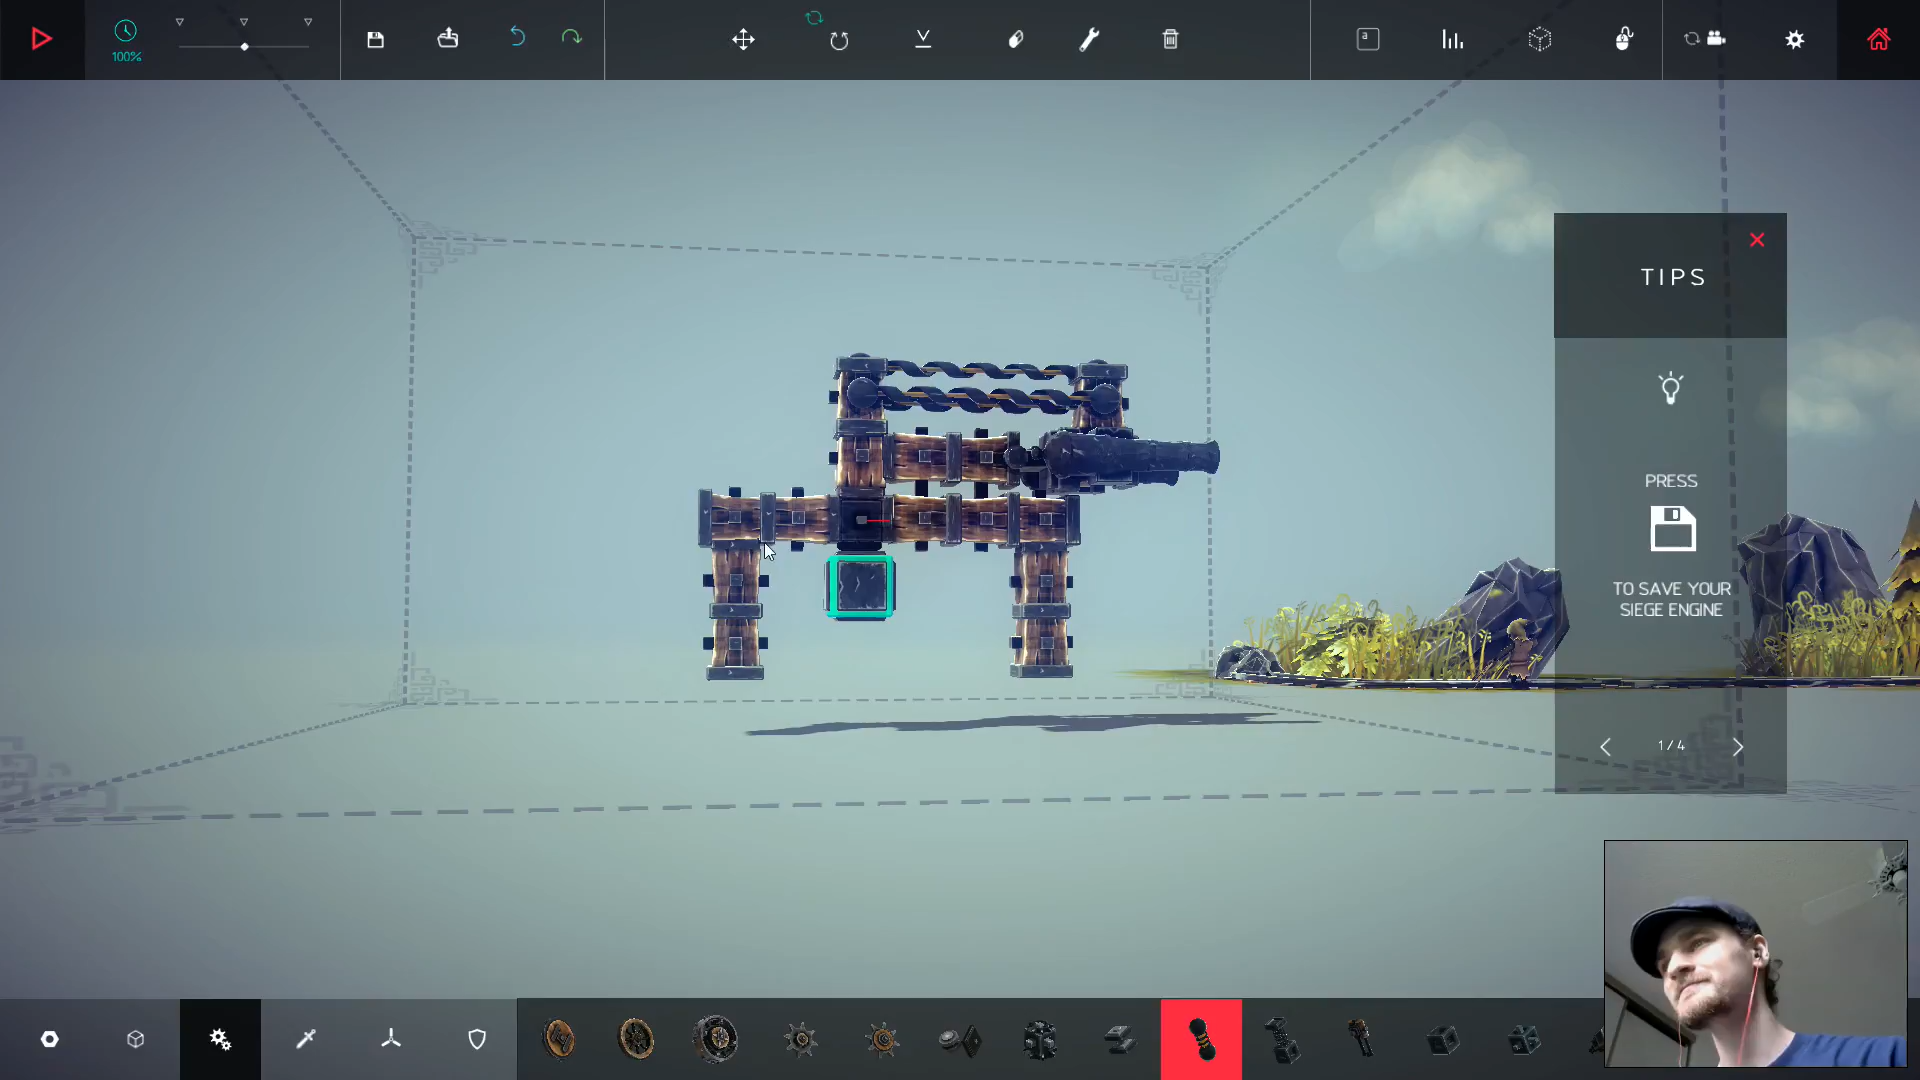 100%
a
TIPS
PRESS
TO SAVE YOUR
SIEGE ENGINE
1/4